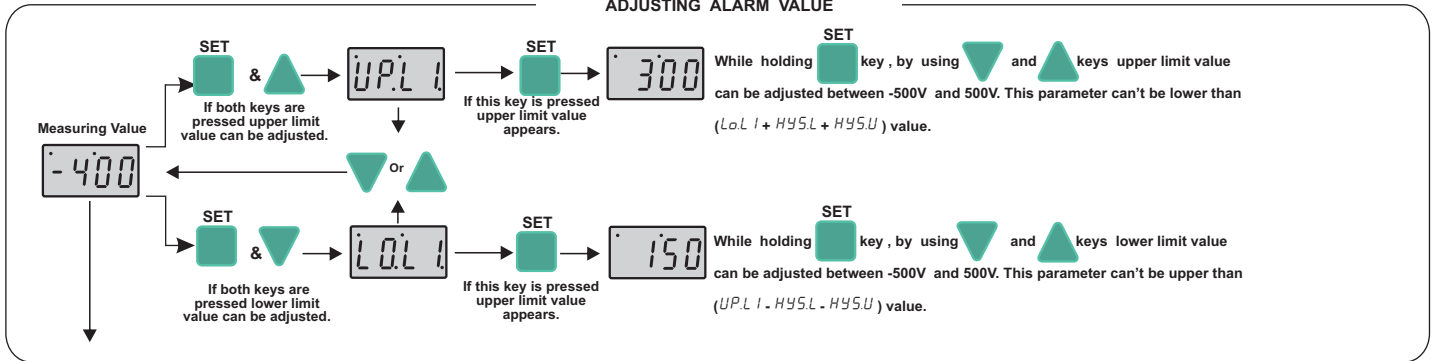 ADJUSTING ALARM VALUE
SET
&
If both keys are
pressed upper limit
value can be adjusted.
UP.L 1.
SET
If this key is pressed
upper limit value
appears.
300
SET
While holding key , by using and keys upper limit value
can be adjusted between -500V and 500V. This parameter can't be lower than
(Lo.L 1 + HYS.L + HYS.U ) value.
Measuring Value
-400
Or
SET
&
If both keys are
pressed lower limit
value can be adjusted.
LO.L 1.
SET
If this key is pressed
upper limit value
appears.
150
SET
While holding key , by using and keys lower limit value
can be adjusted between -500V and 500V. This parameter can't be upper than
(UP.L 1 - HYS.L - HYS.U ) value.